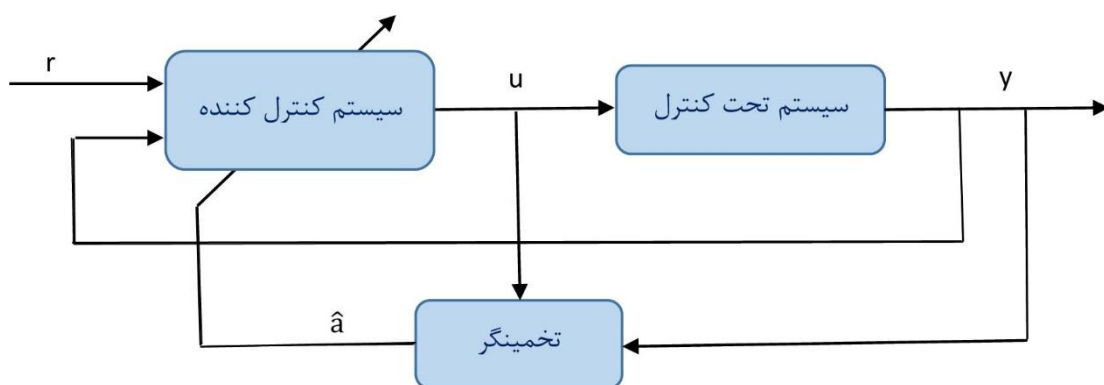 r
سیستم کنترل کننده
u
سیستم تحت کنترل
y
â
تخمینگر